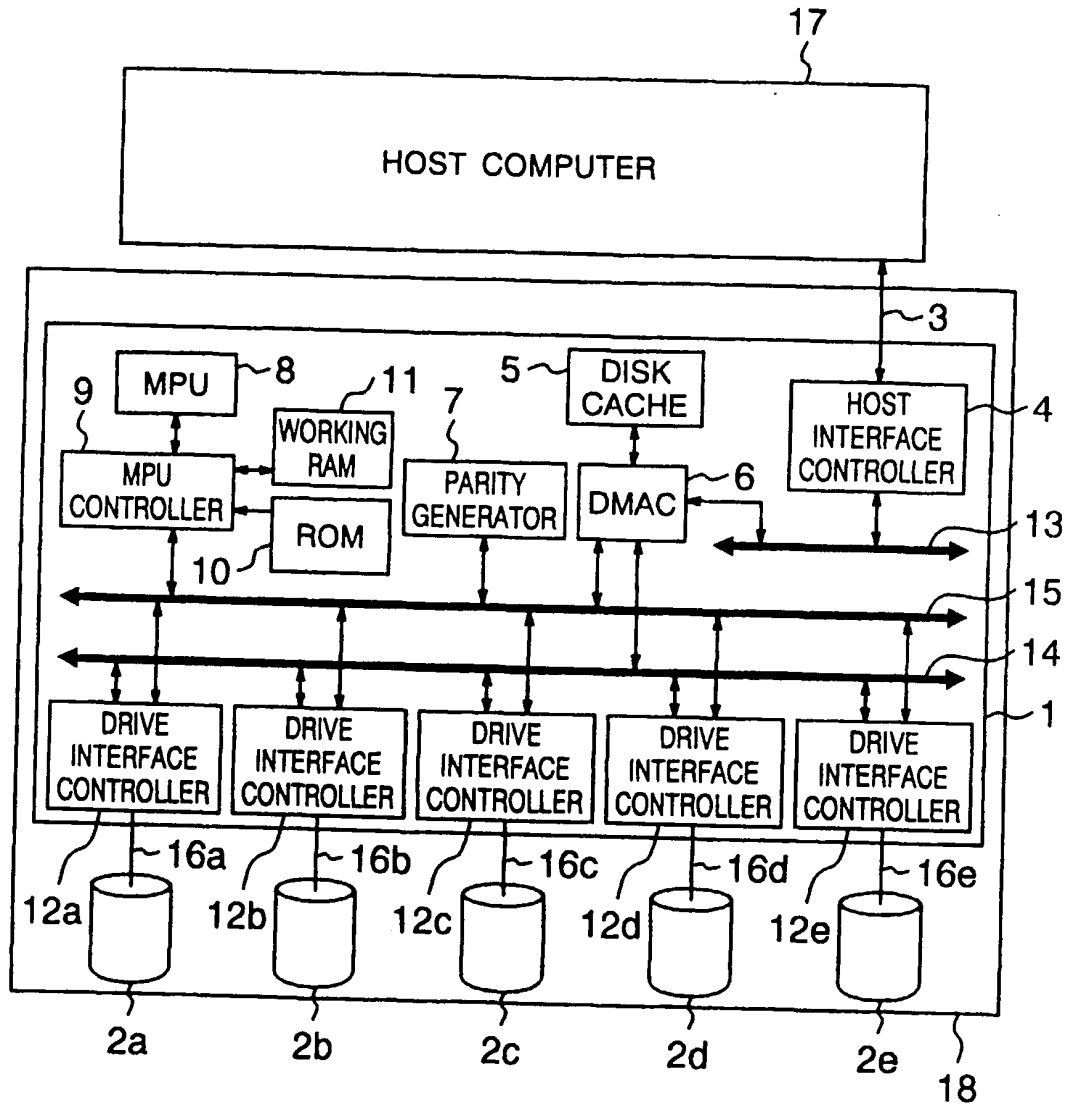 17
HOST COMPUTER
3
MPU
8
11
5
DISK
CACHE
HOST
INTERFACE
CONTROLLER
4
9
WORKING
RAM
7
MPU
CONTROLLER
PARITY
GENERATOR
DMAC
6
10
ROM
13
15
14
1
DRIVE
INTERFACE
CONTROLLER
DRIVE
INTERFACE
CONTROLLER
DRIVE
INTERFACE
CONTROLLER
DRIVE
INTERFACE
CONTROLLER
DRIVE
INTERFACE
CONTROLLER
16a
16b
16c
16d
16e
12a
12b
12c
12d
12e
2a
2b
2c
2d
2e
18